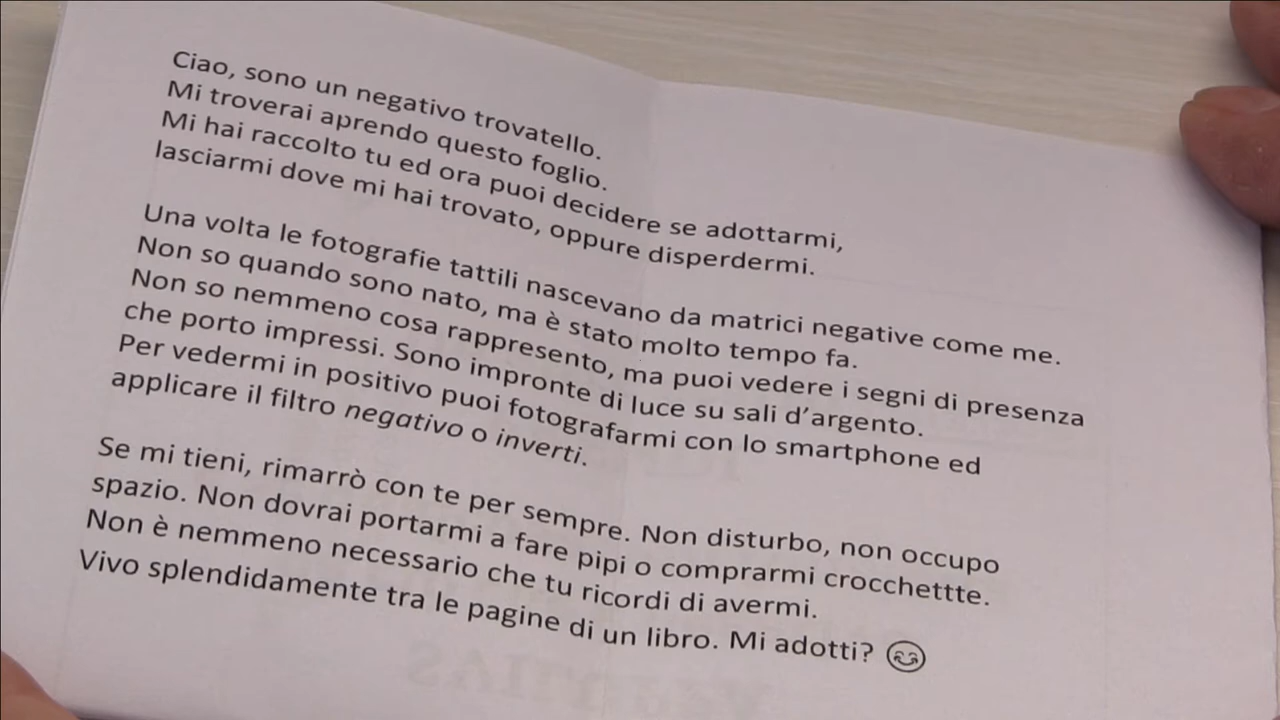 Ciao, sono un negativo trovatello.
Mi troverai aprendo questo foglio.
Mi hai raccolto tu ed ora puoi decidere se adottarmi,
lasciarmi dove mi hai trovato, oppure disperdermi.
Una volta le fotografie tattili nascevano da matrici negative come me.
Non so quando sono nato, ma è stato molto tempo fa.
Non so nemmeno cosa rappresento, ma puoi vedere i segni di presenza
che porto impressi. Sono impronte di luce su sali d'argento.
Per vedermi in positivo puoi fotografarmi con lo smartphone ed
applicare il filtro negativo o inverti.
Se mi tieni, rimarrò con te per sempre. Non disturbo, non occupo
spazio. Non dovrai portarmi a fare pipi o comprarmi crocchettte.
Non è nemmeno necessario che tu ricordi di avermi.
Vivo splendidamente tra le pagine di un libro. Mi adotti? 😊